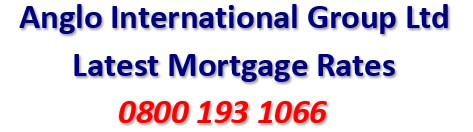 Anglo International Group Ltd
Latest Mortgage Rates
0800 193 1066